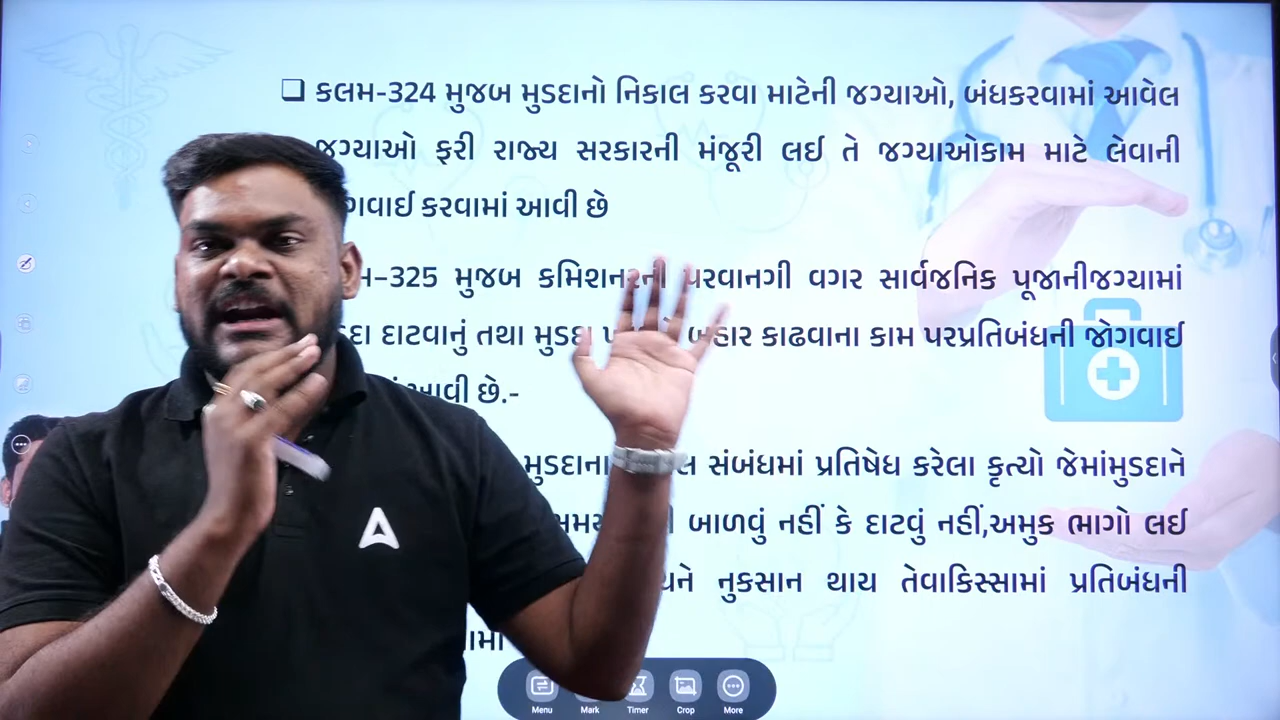 ❑ કલમ-324 મુજબ મુડદાનો નિકાલ કરવા માટેની જગ્યાઓ, બંધકરવામાં આવેલ
જગ્યાઓ ફરી રાજ્ય સરકારની મંજૂરી લઈ તે જગ્યાઓકામ માટે લેવાની
કરવામાં આવી છે
325 મુજબ કમિશનરની પરવાનગી વગર સાર્વજનિક પૂજાનીજગ્યામાં
દાટવાનું તથા મુડદા બહાર કાઢવાના કામ પરપ્રતિબંધની જોગવાઈ
આવી છે.-
મુડદાના સંબંધમાં પ્રતિષેધ કરેલા કૃત્યો જેમાંમુડદાને
બાળવું નહીં કે દાટવું નહીં,અમુક ભાગો લઈ
નુકસાન થાય તેવાકિસ્સામાં પ્રતિબંધની
Menu Mark Timer Crop More